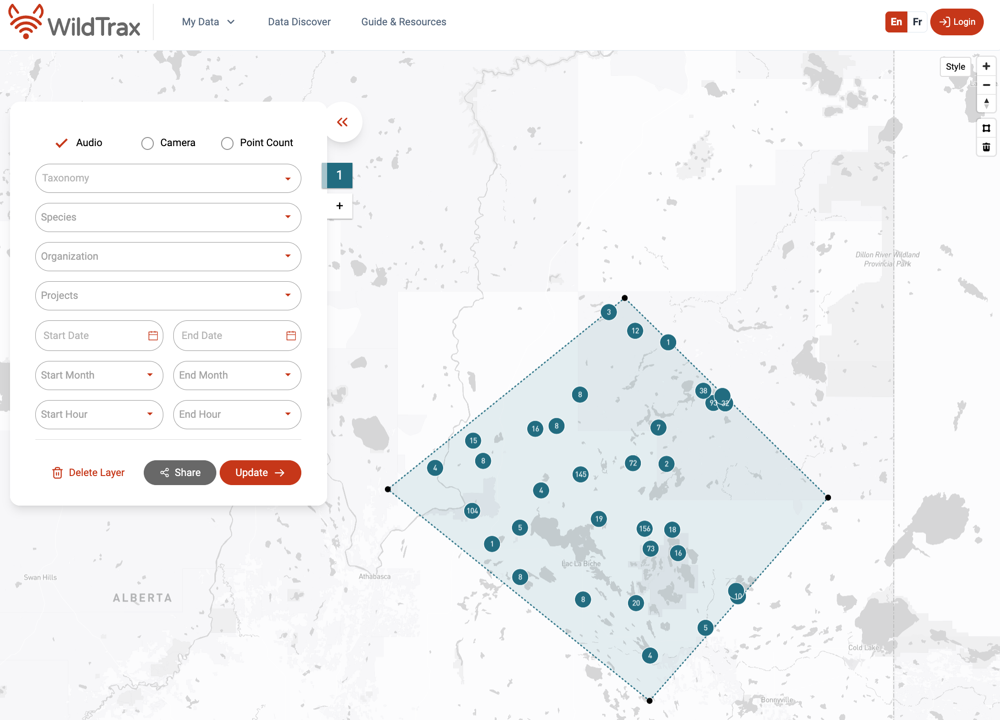 WildTrax
My Data
Data Discover
Guide & Resources
En
Fr
Login
Style
Audio
Camera
Point Count
Taxonomy
Species
Organization
Projects
Start Date
End Date
Start Month
End Month
Start Hour
End Hour
Delete Layer
Share
Update
1
+
Dillon River Wildland
Provincial Park
3
12
1
8
38
93
32
16
8
7
15
8
4
72
2
145
4
104
19
5
156
18
1
73
16
Lac La Biche
Swan Hills
Athabasca
8
ALBERTA
8
20
10
5
Cold Lake
4
Bonnyville